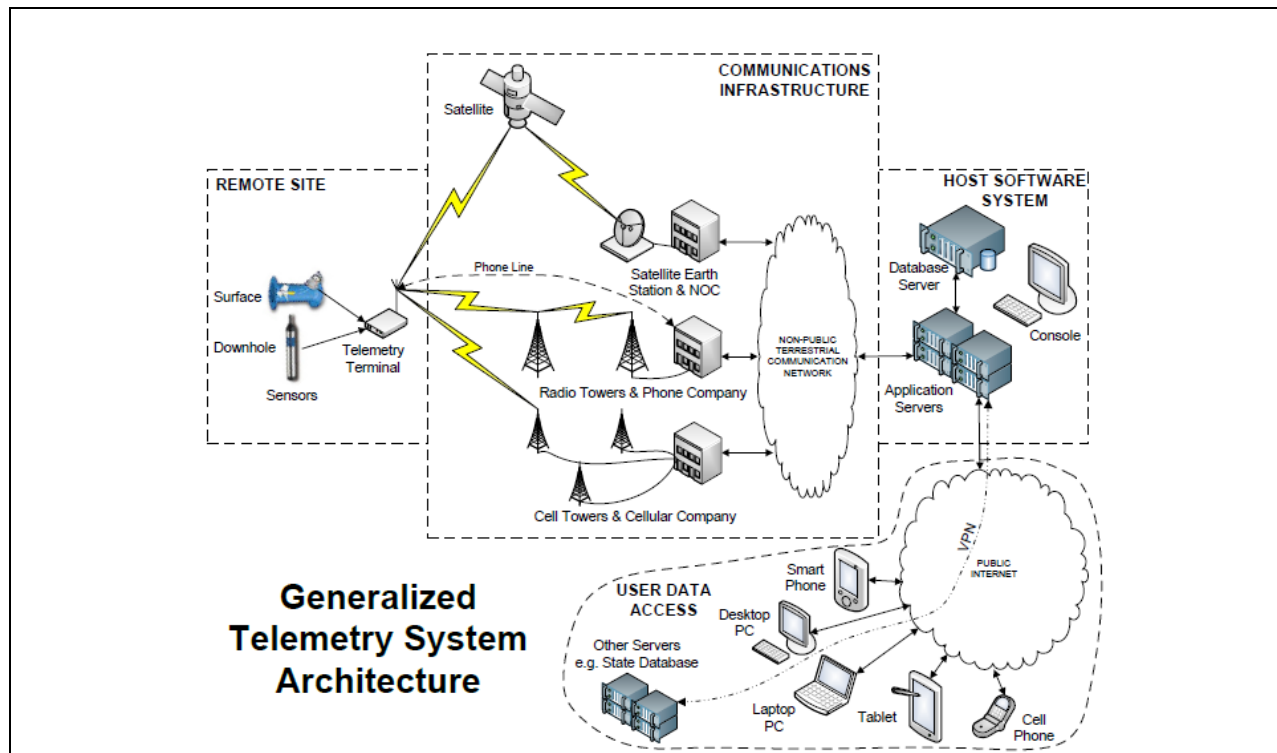 COMMUNICATIONS
INFRASTRUCTURE
Satellite
REMOTE SITE
HOST SOFTWARE
SYSTEM
Phone Line
Satellite Earth
Station & NOC
Database
Server
Surface
Downhole
Sensors
Telemetry
Terminal
Console
NON-PUBLIC
TERRESTRIAL
COMMUNICATION
NETWORK
Radio Towers & Phone Company
Application
Servers
Cell Towers & Cellular Company
VPN
PUBLIC
INTERNET
Smart
Phone
USER DATA
ACCESS
Desktop
PC
Other Servers
e.g. State Database
Laptop
PC
Tablet
Cell
Phone
Generalized
Telemetry System
Architecture